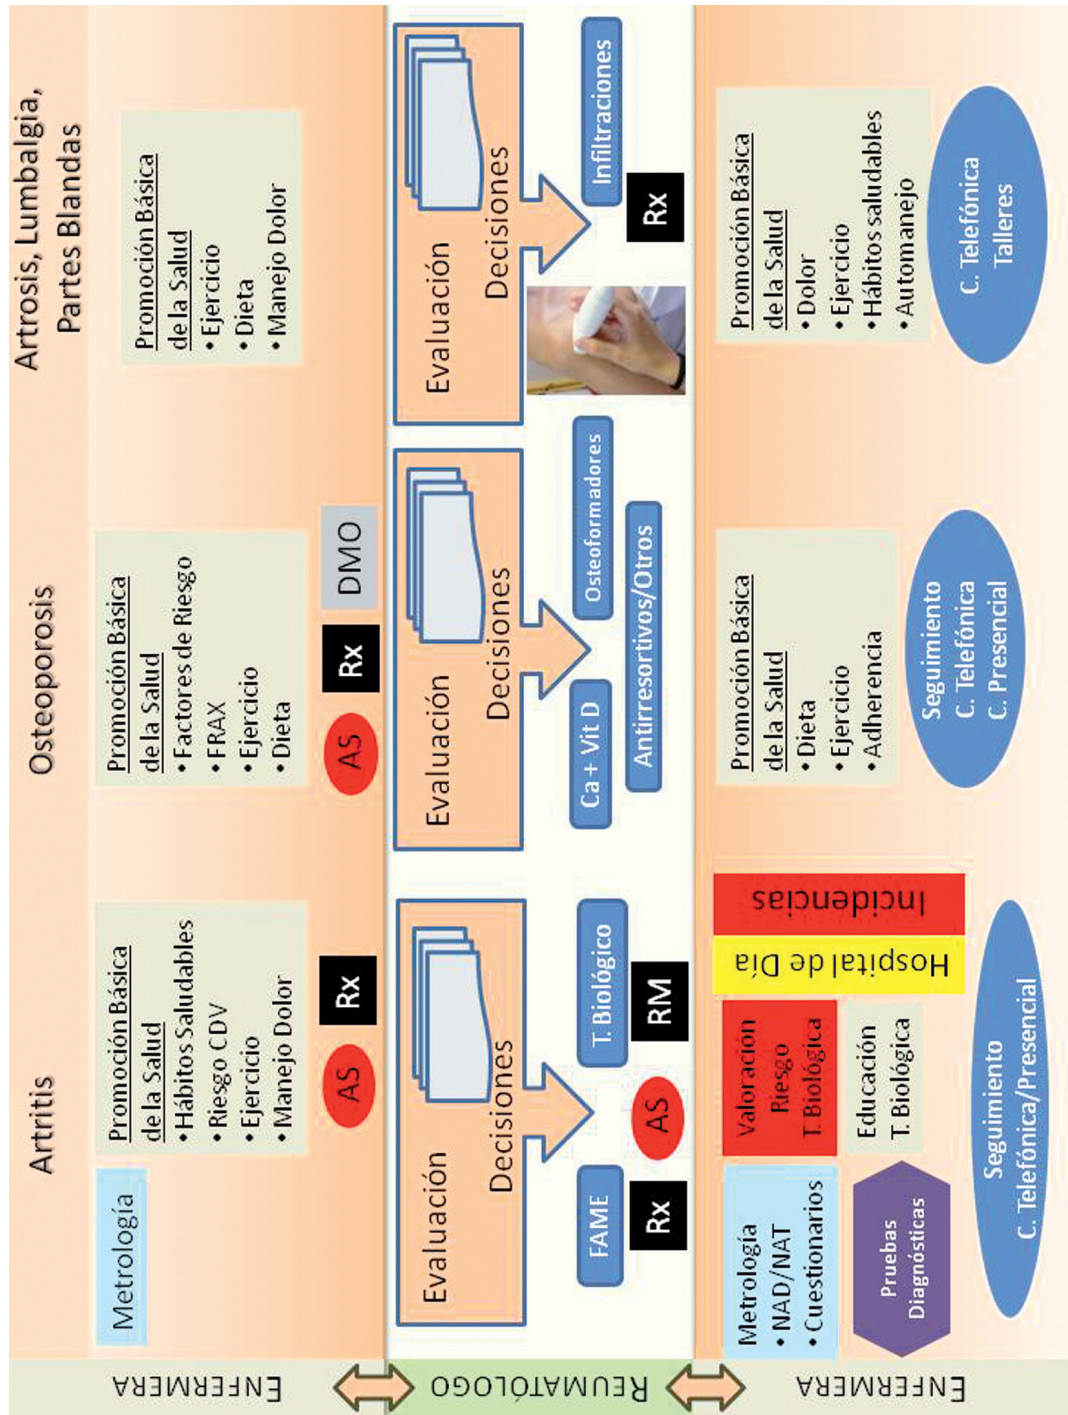 Artritis
Osteoporosis
Artrosis, Lumbalgia,
Partes Blandas
ENFERMERA
Metrología
Promoción Básica
de la Salud
• Hábitos Saludables
• Riesgo CDV
• Ejercicio
• Manejo Dolor
AS
Rx
Promoción Básica
de la Salud
• Factores de Riesgo
• FRAX
• Ejercicio
• Dieta
AS
Rx
DMO
Promoción Básica
de la Salud
• Ejercicio
• Dieta
• Manejo Dolor
REUMATÓLOGO
Evaluación
Decisiones
FAME
T. Biológico
Rx
AS
RM
Evaluación
Decisiones
Ca + Vit D
Osteoformadores
Antirresortivos/Otros
Evaluación
Decisiones
Infiltraciones
Rx
ENFERMERA
Metrología
• NAD/NAT
• Cuestionarios
Valoración
Riesgo
T. Biológica
Hospital de Día
Incidencias
Pruebas
Diagnósticas
Educación
T. Biológica
Seguimiento
C. Telefónica/Presencial
Promoción Básica
de la Salud
• Dieta
• Ejercicio
• Adherencia
Seguimiento
C. Telefónica
C. Presencial
Promoción Básica
de la Salud
• Dolor
• Ejercicio
• Hábitos saludables
• Automanejo
C. Telefónica
Talleres